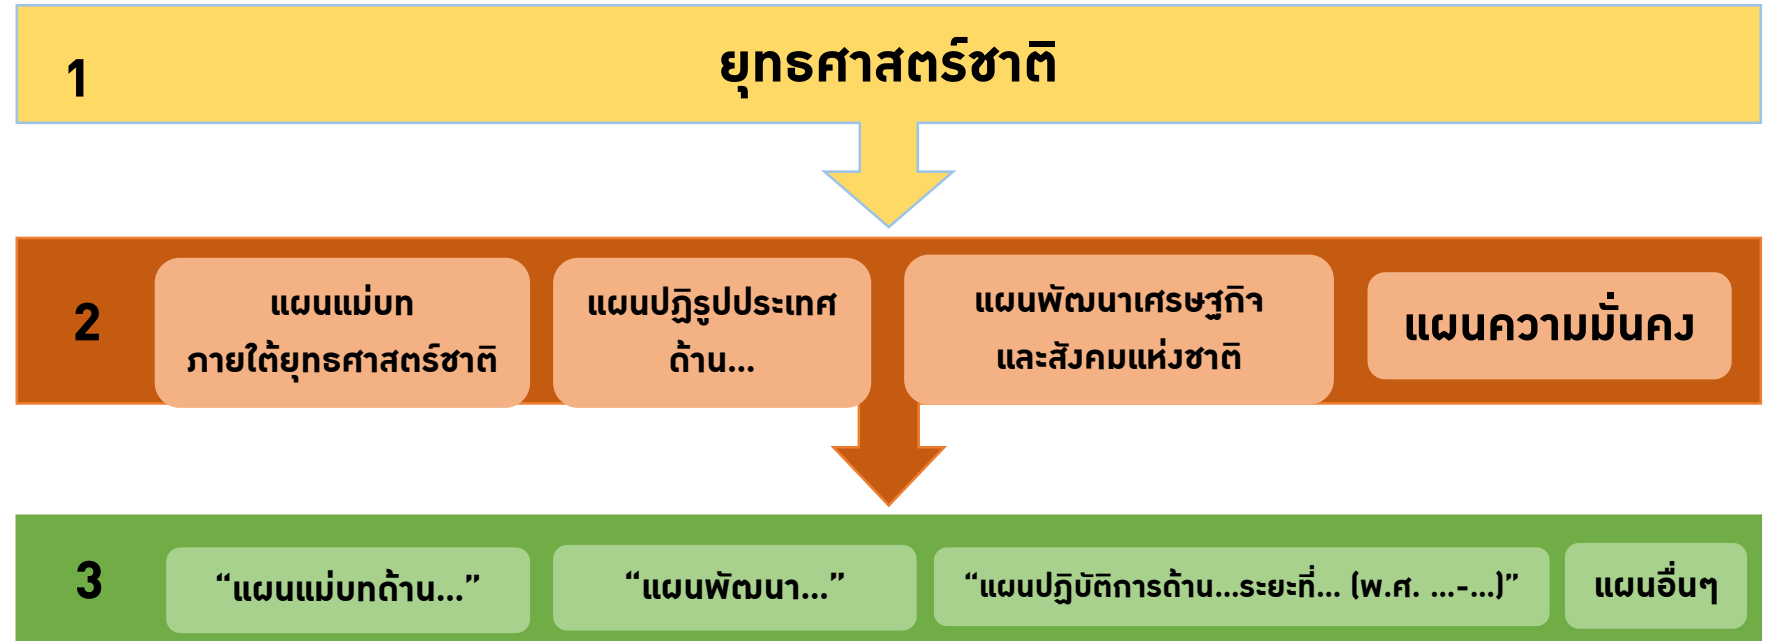 1
ยุทธศาสตร์ชาติ
2
แผนแม่บท
ภายใต้ยุทธศาสตร์ชาติ
แผนปฏิรูปประเทศ
ด้าน...
แผนพัฒนาเศรษฐกิจ
และสังคมแห่งชาติ
แผนความมั่นคง
3
“แผนแม่บทด้าน...”
“แผนพัฒนา...”
“แผนปฏิบัติการด้าน...ระยะที่... (พ.ศ. ...-...)”
แผนอื่นๆ